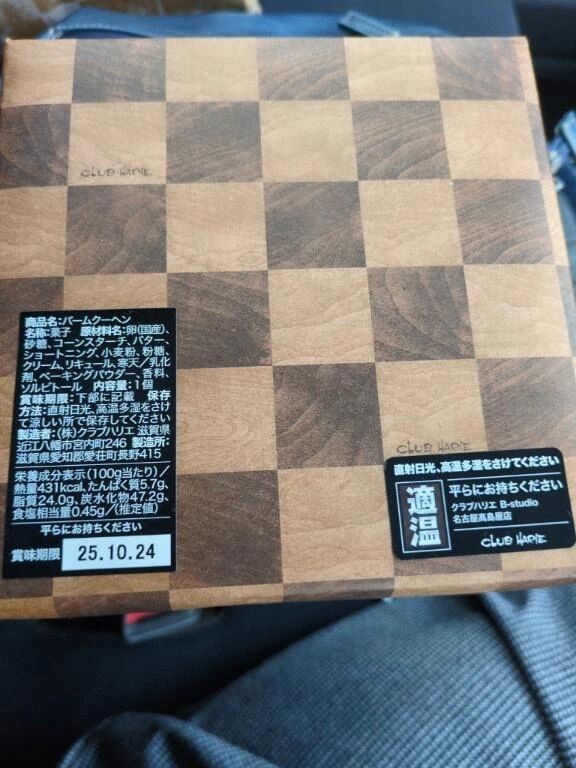 CLUB HARIE
商品名:バームクーヘン
名称:菓子 原材料名:卵(国産)、
砂糖、コーンスターチ、バター、
ショートニング、小麦粉、粉糖、
クリーム、リキュール、寒天/乳化
剤、ベーキングパウダー、香料、
ソルビトール 内容量:1個
賞味期限:下部に記載 保存
方法:直射日光、高温多湿をさけ
て涼しい所で保存してください
製造者:(株)クラブハリエ 滋賀県
近江八幡市宮内町246 製造所:
滋賀県愛知郡愛荘町長野415
栄養成分表示(100g当たり)/
熱量431kcal、たんぱく質5.7g、
脂質24.0g、炭水化物47.2g、
食塩相当量0.45g/(推定値)
平らにお持ちください
賞味期限 25.10.24
CLUB HARIE
直射日光、高温多湿をさけてください
適温
平らにお持ちください
クラブハリエ B-studio
名古屋髙島屋店
CLUB HARIE